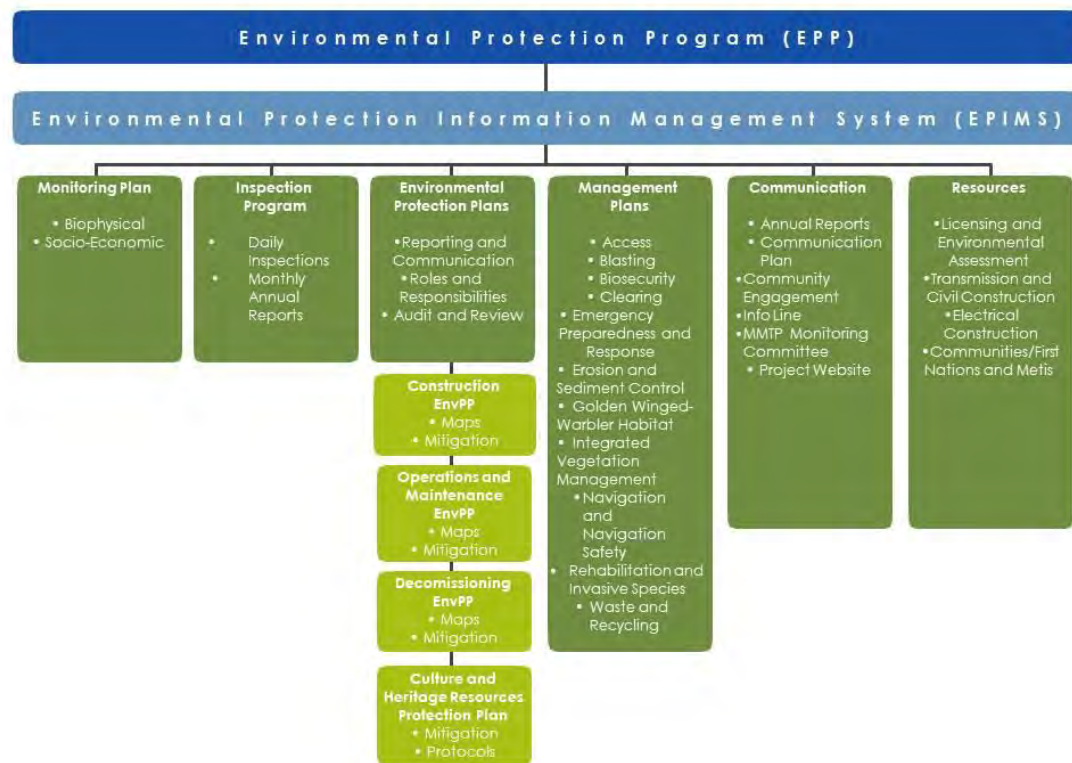 Environmental Protection Program (EPP)
Environmental Protection Information Management System (EPIMS)
Monitoring Plan
• Biophysical
• Socio-Economic
Inspection
Program
• Daily
Inspections
• Monthly
Annual
Reports
Environmental
Protection Plans
•Reporting and
Communication
•Roles and
Responsibilities
• Audit and Review
Construction
EnvPP
• Maps
• Mitigation
Operations and
Maintenance
EnvPP
• Maps
• Mitigation
Decomissioning
EnvPP
• Maps
• Mitigation
Culture and
Heritage Resources
Protection Plan
• Mitigation
• Protocols
Management
Plans
• Access
• Blasting
• Biosecurity
• Clearing
• Emergency
Preparedness and
Response
• Erosion and
Sediment Control
• Golden Winged-
Warbler Habitat
• Integrated
Vegetation
Management
•Navigation
and
Navigation
Safety
• Rehabilitation and
Invasive Species
• Waste and
Recycling
Communication
• Annual Reports
• Communication
Plan
•Community
Engagement
•Info Line
•MMTP Monitoring
Committee
• Project Website
Resources
•Licensing and
Environmental
Assessment
•Transmission and
Civil Construction
•Electrical
Construction
•Communities/First
Nations and Metis